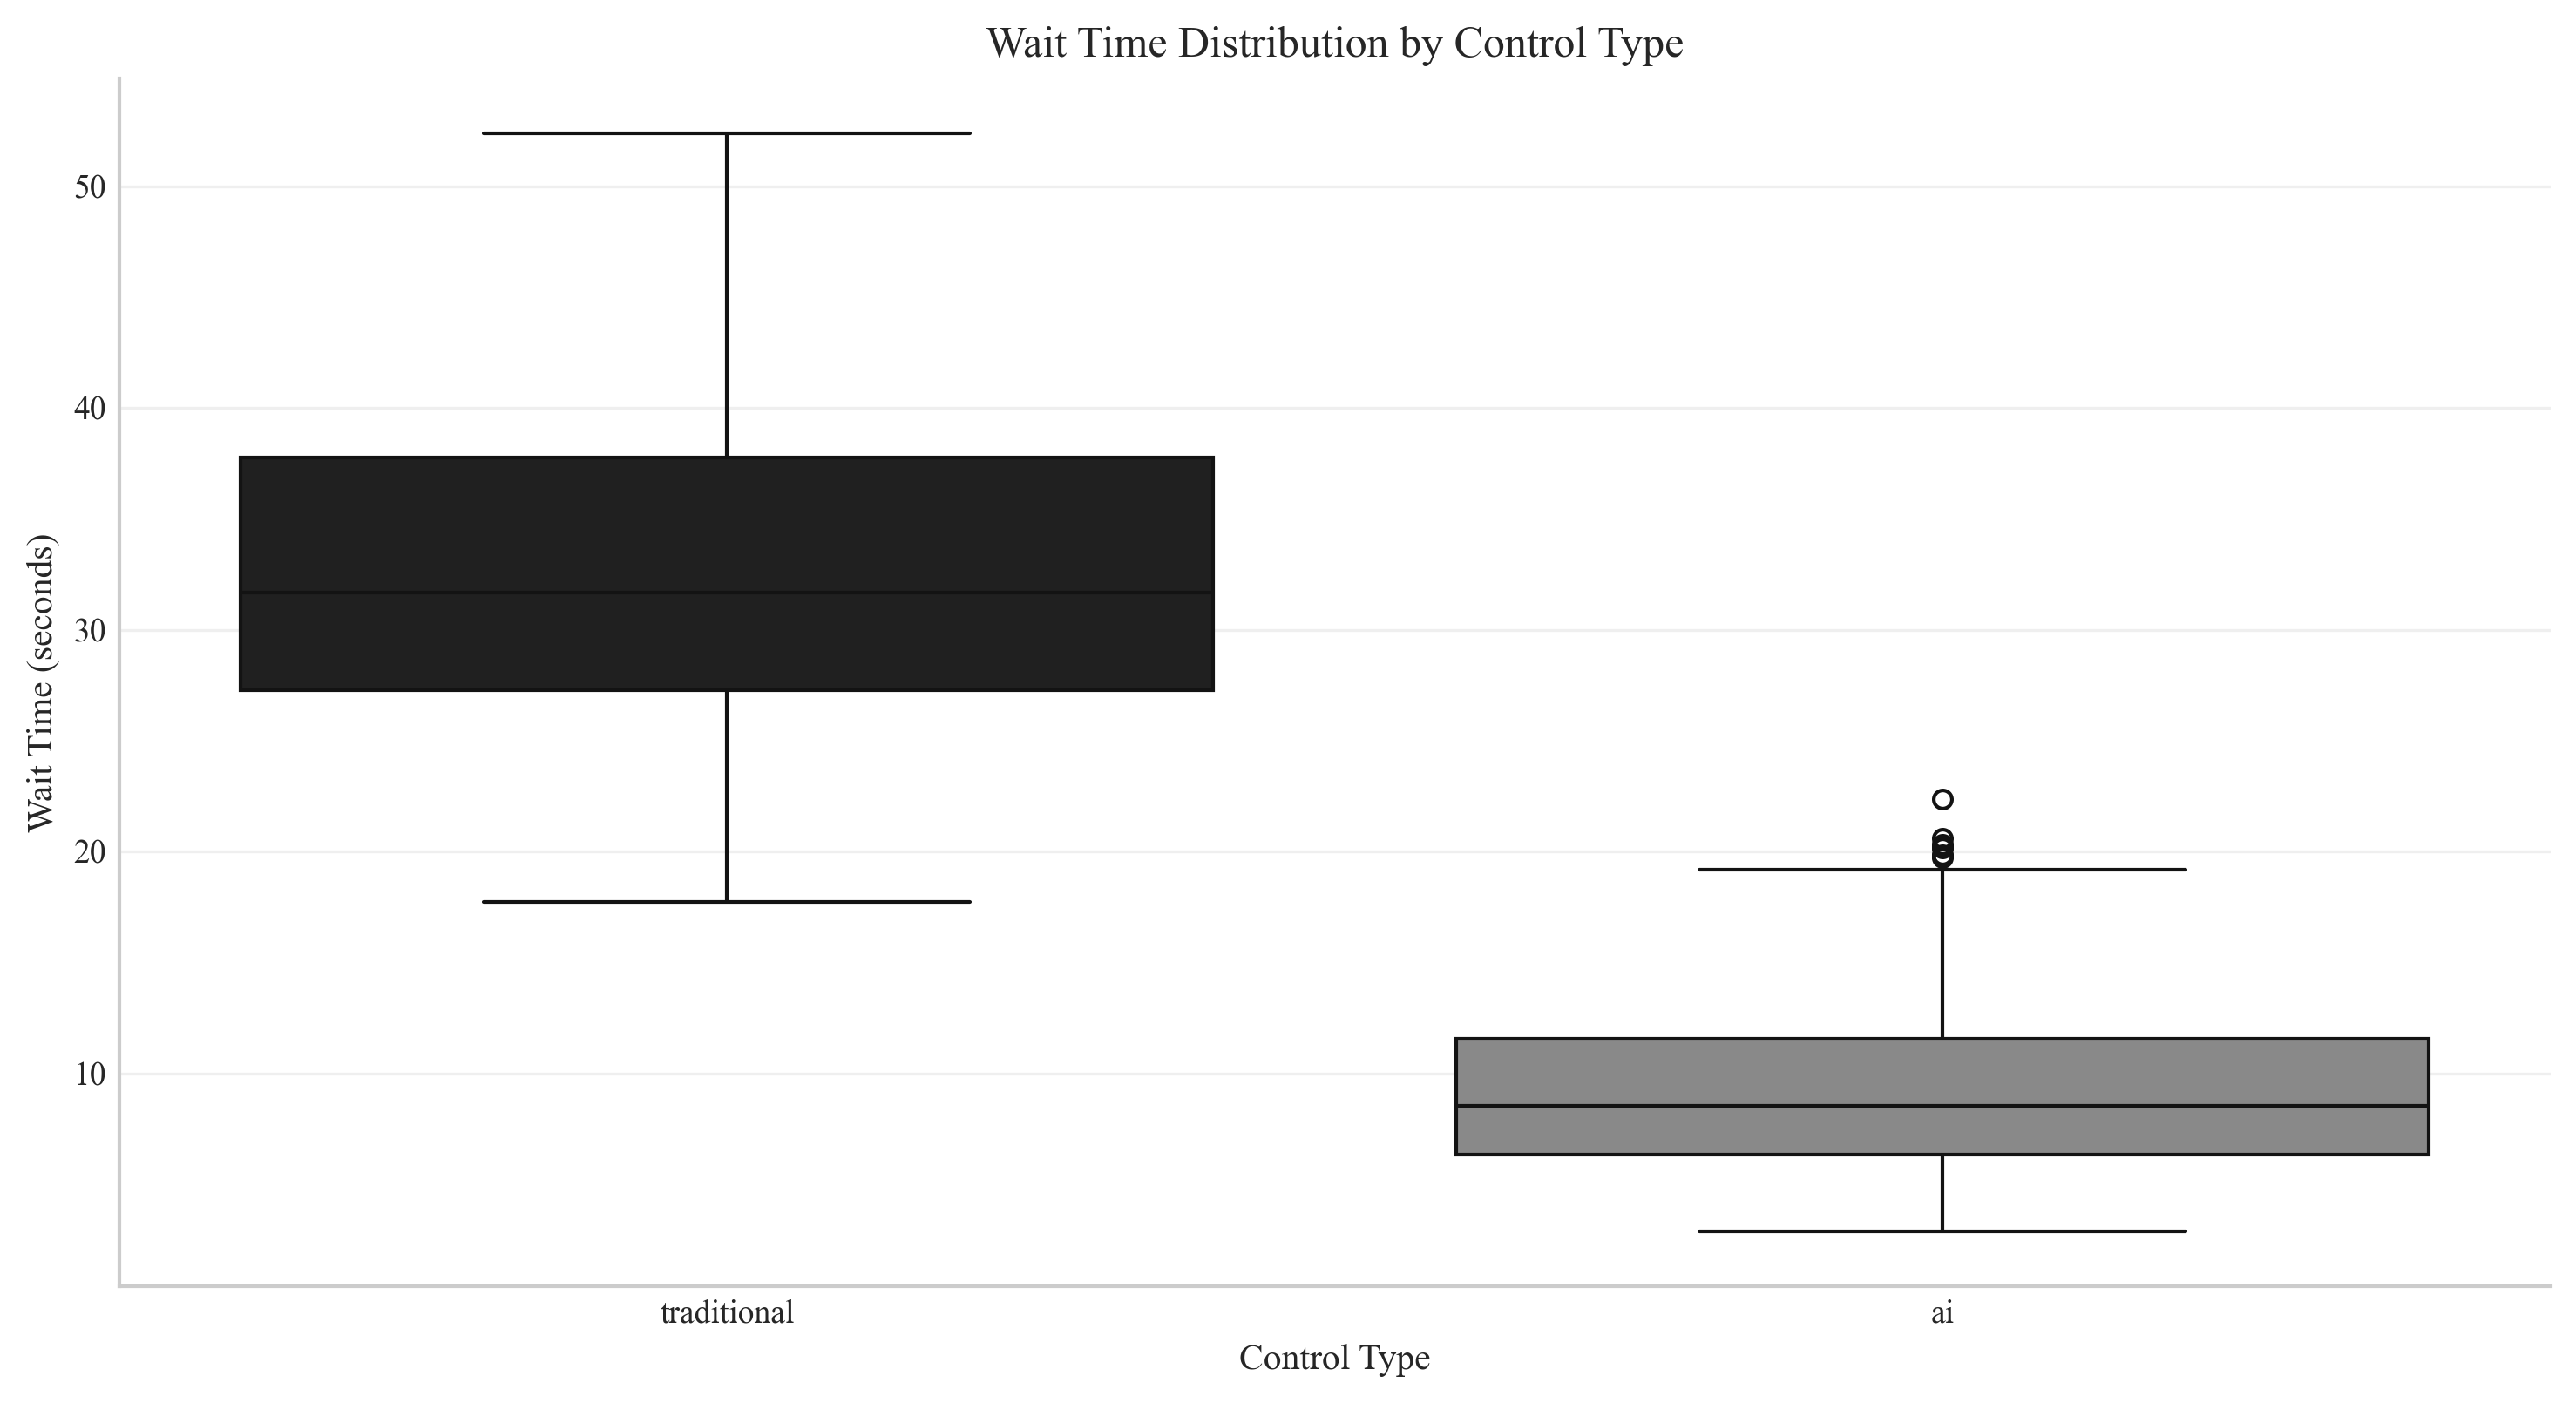 Wait Time Distribution by Control Type
Wait Time (seconds)
50
40
30
20
10
traditional
ai
Control Type